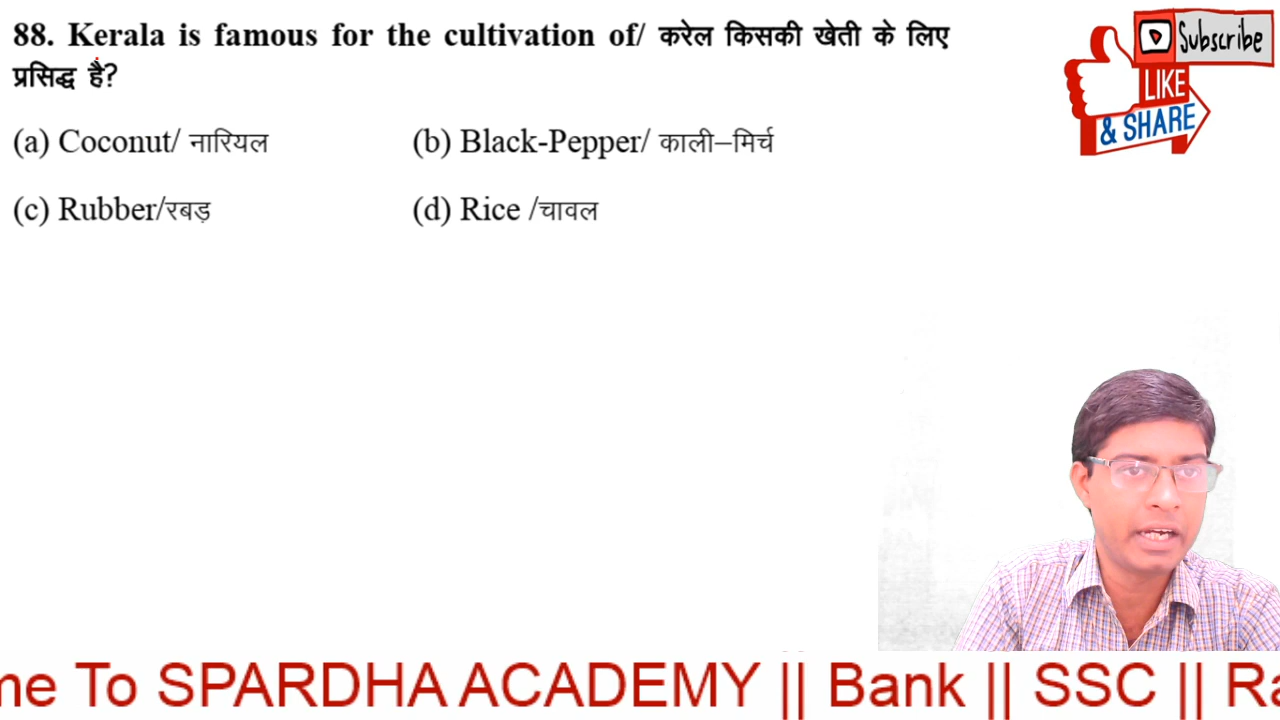 88. Kerala is famous for the cultivation of/ करेल किसकी खेती के लिए
प्रसिद्ध है?
(a) Coconut/ नारियल (b) Black-Pepper/ काली–मिर्च
(c) Rubber/रबड़ (d) Rice /चावल
Subscribe
LIKE
& SHARE
me To SPARDHA ACADEMY || Bank || SSC || Ra